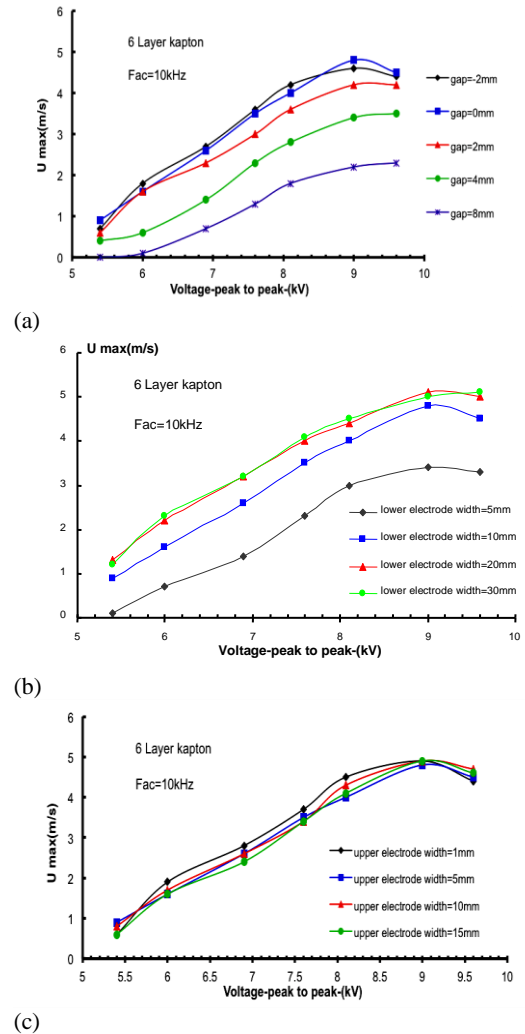 6 Layer kapton
Fac=10kHz
U max(m/s)
6
5
4
3
2
1
0
5 6 7 8 9 10
Voltage-peak to peak-(kV)
gap=-2mm
gap=0mm
gap=2mm
gap=4mm
gap=8mm
(a)
U max(m/s)
6 Layer kapton
Fac=10kHz
6
5
4
3
2
1
0
5 6 7 8 9 10
Voltage-peak to peak-(kV)
lower electrode width=5mm
lower electrode width=10mm
lower electrode width=20mm
lower electrode width=30mm
(b)
6 Layer kapton
Fac=10kHz
U max(m/s)
6
5
4
3
2
1
0
5 5.5 6 6.5 7 7.5 8 8.5 9 9.5 10
Voltage-peak to peak-(kV)
upper electrode width=1mm
upper electrode width=5mm
upper electrode width=10mm
upper electrode width=15mm
(c)